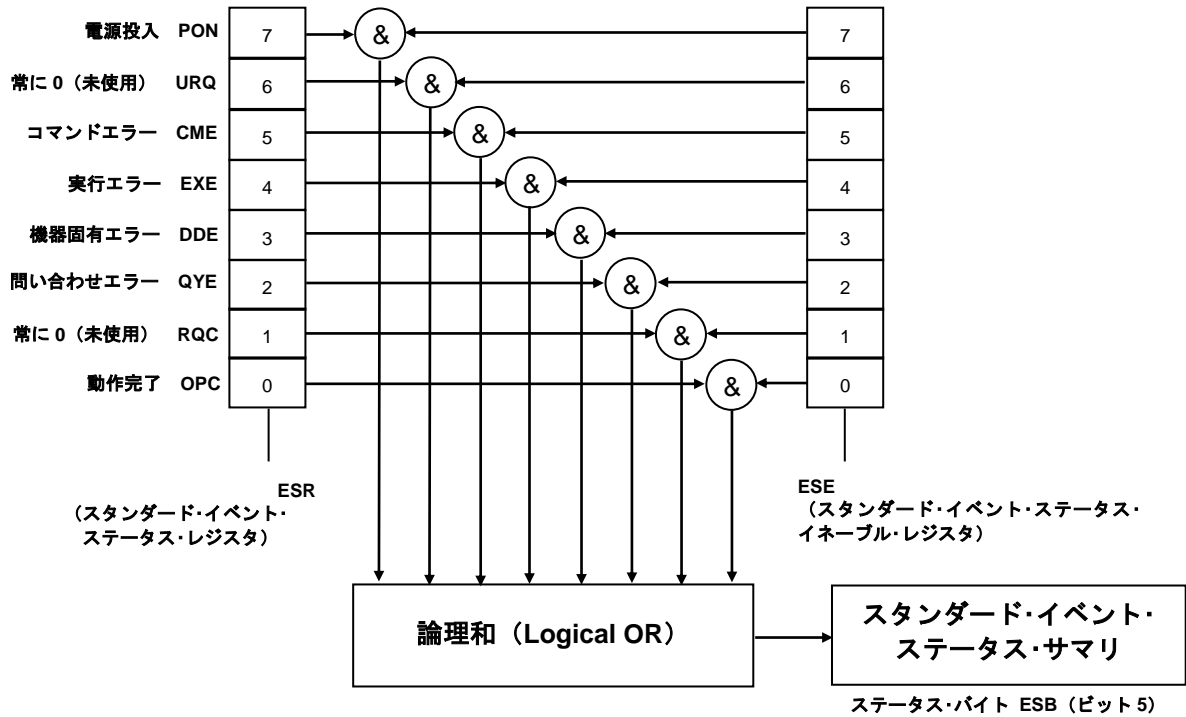 電源投入 PON 7 & 7
常に 0（未使用） URQ 6 & 6
コマンドエラー CME 5 & 5
実行エラー EXE 4 & 4
機器固有エラー DDE 3 & 3
問い合わせエラー QYE 2 & 2
常に 0（未使用） RQC 1 & 1
動作完了 OPC 0 & 0
ESR
（スタンダード・イベント・
ステータス・レジスタ）
ESE
（スタンダード・イベント・ステータス・
イネーブル・レジスタ）
論理和（Logical OR）
スタンダード・イベント・
ステータス・サマリ
ステータス・バイト ESB（ビット 5）